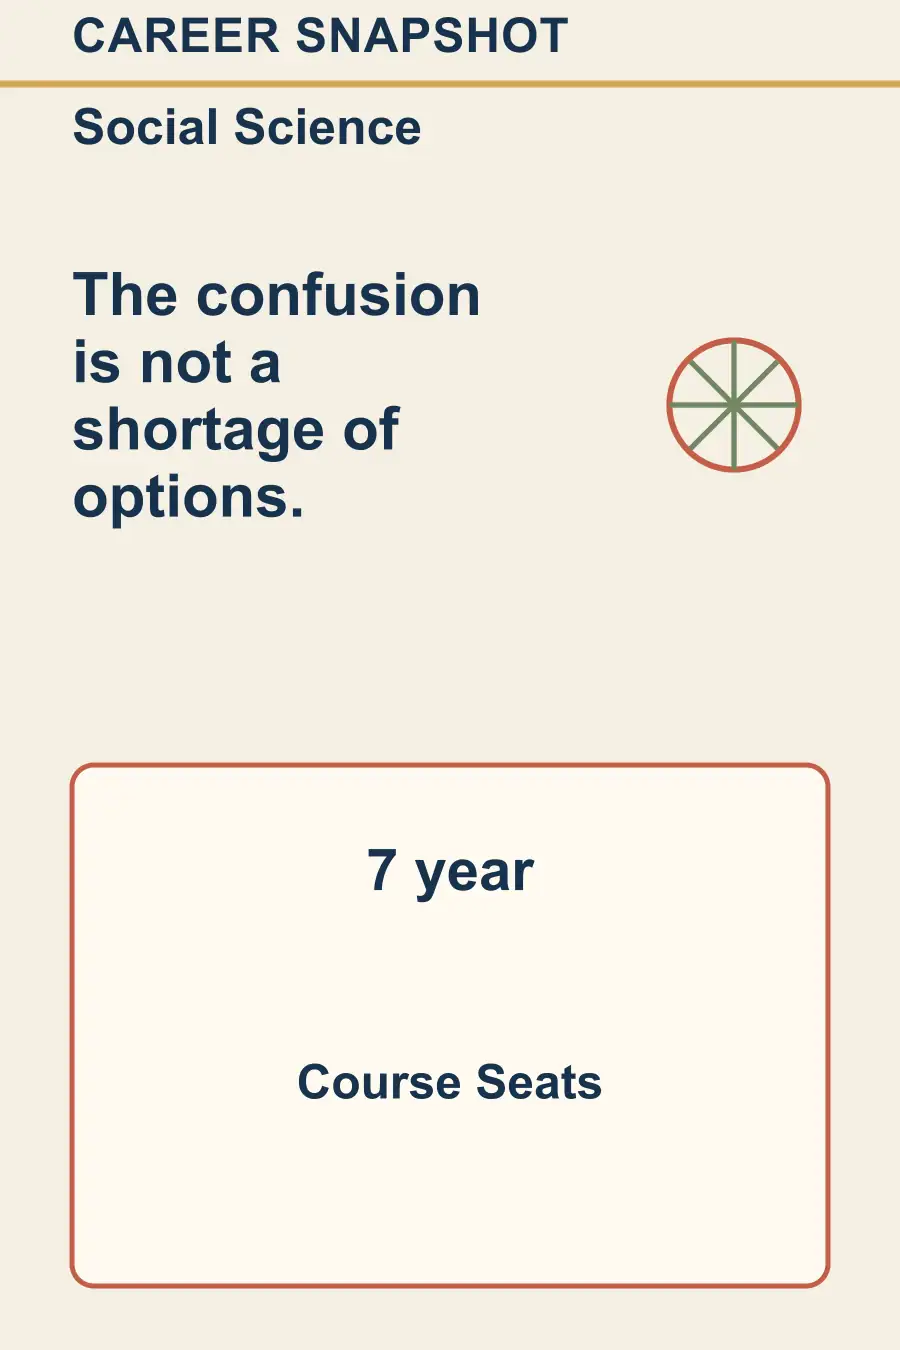 CAREER SNAPSHOT
Social Science
The confusion
is not a
shortage of
options.
7 year
Course Seats